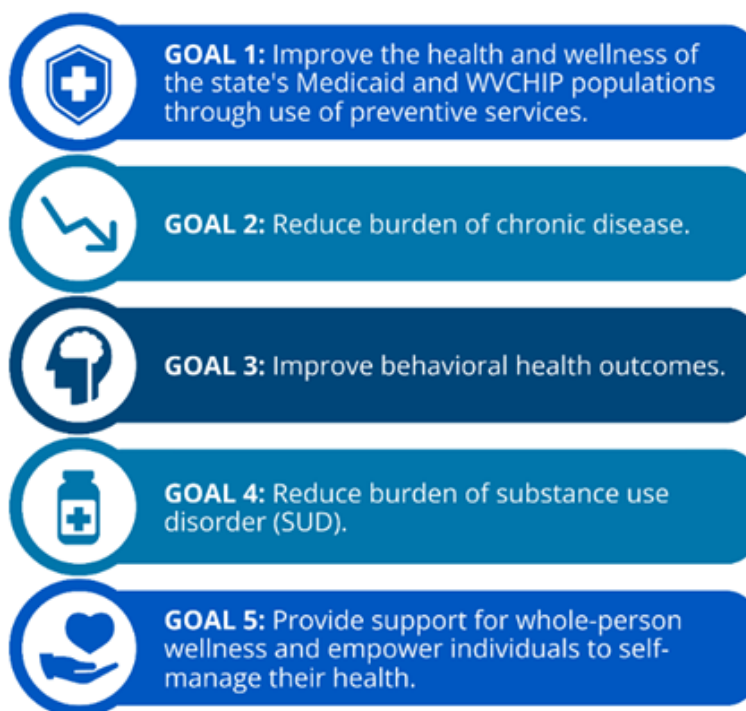 GOAL 1: Improve the health and wellness of
the state's Medicaid and WVCHIP populations
through use of preventive services.
GOAL 2: Reduce burden of chronic disease.
GOAL 3: Improve behavioral health outcomes.
GOAL 4: Reduce burden of substance use
disorder (SUD).
GOAL 5: Provide support for whole-person
wellness and empower individuals to self-
manage their health.